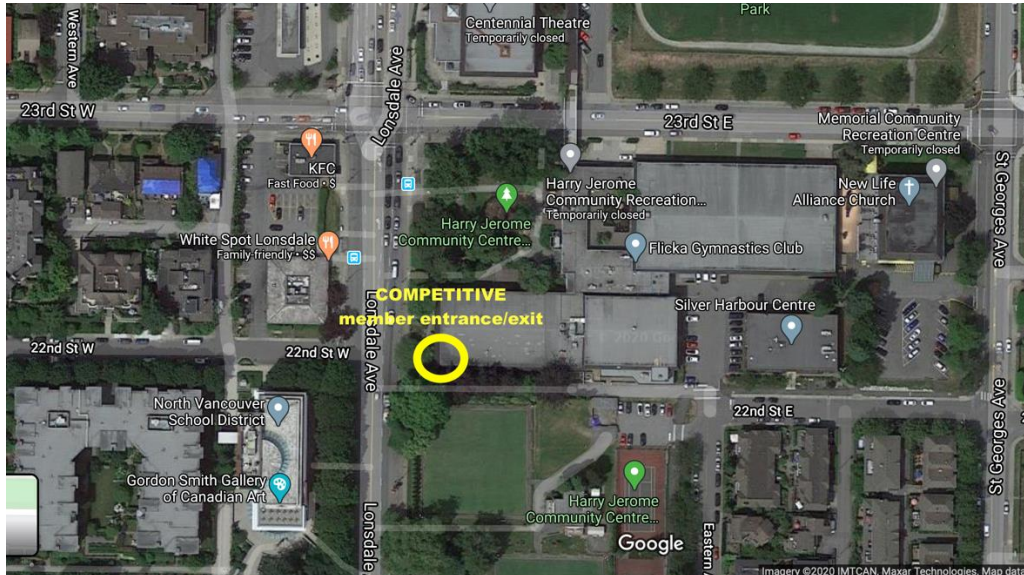 Western Ave
Park
Centennial Theatre
Temporarily closed
Lonsdale Ave
23rd St W
23rd St E
Memorial Community
Recreation Centre
Temporarily closed
KFC
Fast Food • $
Harry Jerome
Community Recreation...
Temporarily closed
New Life
Alliance Church
St Georges Ave
Harry Jerome
Community Centre...
White Spot Lonsdale
Family friendly • $$
Flicka Gymnastics Club
COMPETITIVE
member entrance/exit
Lonsdale Ave
Silver Harbour Centre
22nd St W
22nd St W
22nd St E
North Vancouver
School District
St Georges Ave
Gordon Smith Gallery
of Canadian Art
Harry Jerome
Community Centre...
Lonsdale
Eastern
Google
Imagery ©2020 IMTCAN, Maxar Technologies, Map data